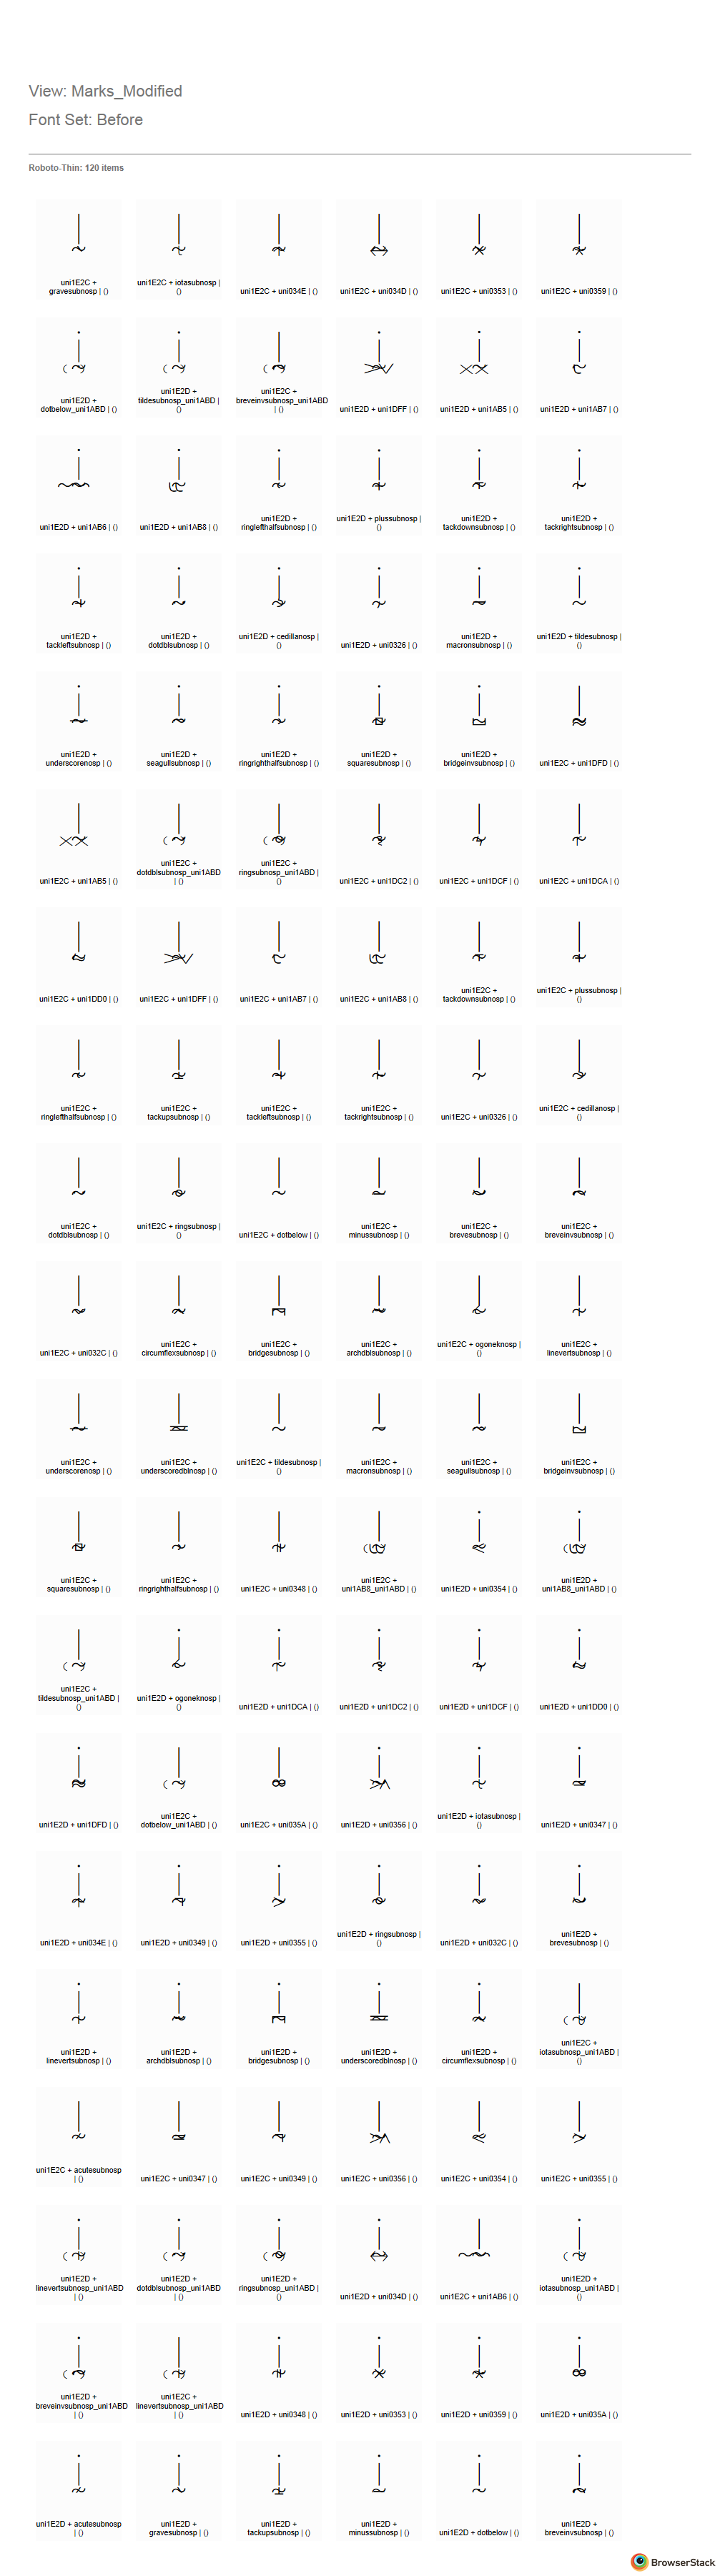 View: Marks_Modified
Font Set: Before
Roboto-Thin: 120 items
uni1E2C +
gravesubnosp | ()
uni1E2C + iotasubnosp |
()
uni1E2C + uni034E | ()
uni1E2C + uni034D | ()
uni1E2C + uni0353 | ()
uni1E2C + uni0359 | ()
uni1E2D +
dotbelow_uni1ABD | ()
uni1E2D +
tildesubnosp_uni1ABD |
()
uni1E2C +
breveinvsubnosp_uni1ABD
| ()
uni1E2D + uni1DFF | ()
uni1E2D + uni1AB5 | ()
uni1E2D + uni1AB7 | ()
uni1E2D + uni1AB6 | ()
uni1E2D + uni1AB8 | ()
uni1E2D +
ringlefthalfsubnosp | ()
uni1E2D + plussubnosp |
()
uni1E2D +
tackdownsubnosp | ()
uni1E2D +
tackrightsubnosp | ()
uni1E2D +
tackleftsubnosp | ()
uni1E2D +
dotdblsubnosp | ()
uni1E2D + cedillanosp |
()
uni1E2D + uni0326 | ()
uni1E2D +
macronsubnosp | ()
uni1E2D + tildesubnosp |
()
uni1E2D +
underscorenosp | ()
uni1E2D +
seagullsubnosp | ()
uni1E2D +
ringrighthalfsubnosp | ()
uni1E2D +
squaresubnosp | ()
uni1E2D +
bridgeinvsubnosp | ()
uni1E2C + uni1DFD | ()
uni1E2C + uni1AB5 | ()
uni1E2C +
dotdblsubnosp_uni1ABD
| ()
uni1E2C +
ringsubnosp_uni1ABD |
()
uni1E2C + uni1DC2 | ()
uni1E2C + uni1DCF | ()
uni1E2C + uni1DCA | ()
uni1E2C + uni1DD0 | ()
uni1E2C + uni1DFF | ()
uni1E2C + uni1AB7 | ()
uni1E2C + uni1AB8 | ()
uni1E2C +
tackdownsubnosp | ()
uni1E2C + plussubnosp |
()
uni1E2C +
ringlefthalfsubnosp | ()
uni1E2C +
tackupsubnosp | ()
uni1E2C +
tackleftsubnosp | ()
uni1E2C +
tackrightsubnosp | ()
uni1E2C + uni0326 | ()
uni1E2C + cedillanosp |
()
uni1E2C +
dotdblsubnosp | ()
uni1E2C + ringsubnosp |
()
uni1E2C + dotbelow | ()
uni1E2C +
minussubnosp | ()
uni1E2C +
brevesubnosp | ()
uni1E2C +
breveinvsubnosp | ()
uni1E2C + uni032C | ()
uni1E2C +
circumflexsubnosp | ()
uni1E2C +
bridgesubnosp | ()
uni1E2C +
archdblsubnosp | ()
uni1E2C + ogoneknosp |
()
uni1E2C +
linevertsubnosp | ()
uni1E2C +
underscorenosp | ()
uni1E2C +
underscoredblnosp | ()
uni1E2C + tildesubnosp |
()
uni1E2C +
macronsubnosp | ()
uni1E2C +
seagullsubnosp | ()
uni1E2C +
bridgeinvsubnosp | ()
uni1E2C +
squaresubnosp | ()
uni1E2C +
ringrighthalfsubnosp | ()
uni1E2C + uni0348 | ()
uni1E2C +
uni1AB8_uni1ABD | ()
uni1E2D + uni0354 | ()
uni1E2D +
uni1AB8_uni1ABD | ()
uni1E2C +
tildesubnosp_uni1ABD |
()
uni1E2D + ogoneknosp |
()
uni1E2D + uni1DCA | ()
uni1E2D + uni1DC2 | ()
uni1E2D + uni1DCF | ()
uni1E2D + uni1DD0 | ()
uni1E2D + uni1DFD | ()
uni1E2C +
dotbelow_uni1ABD | ()
uni1E2C + uni035A | ()
uni1E2D + uni0356 | ()
uni1E2D + iotasubnosp |
()
uni1E2D + uni0347 | ()
uni1E2D + uni034E | ()
uni1E2D + uni0349 | ()
uni1E2D + uni0355 | ()
uni1E2D + ringsubnosp |
()
uni1E2D + uni032C | ()
uni1E2D +
brevesubnosp | ()
uni1E2D +
linevertsubnosp | ()
uni1E2D +
archdblsubnosp | ()
uni1E2D +
bridgesubnosp | ()
uni1E2D +
underscoredblnosp | ()
uni1E2D +
circumflexsubnosp | ()
uni1E2C +
iotasubnosp_uni1ABD |
()
uni1E2C + acutesubnosp
| ()
uni1E2C + uni0347 | ()
uni1E2C + uni0349 | ()
uni1E2C + uni0356 | ()
uni1E2C + uni0354 | ()
uni1E2C + uni0355 | ()
uni1E2D +
linevertsubnosp_uni1ABD
| ()
uni1E2D +
dotdblsubnosp_uni1ABD
| ()
uni1E2D +
ringsubnosp_uni1ABD |
()
uni1E2D + uni034D | ()
uni1E2C + uni1AB6 | ()
uni1E2D +
iotasubnosp_uni1ABD |
()
uni1E2D +
breveinvsubnosp_uni1ABD
| ()
uni1E2C +
linevertsubnosp_uni1ABD
| ()
uni1E2D + uni0348 | ()
uni1E2D + uni0353 | ()
uni1E2D + uni0359 | ()
uni1E2D + uni035A | ()
uni1E2D + acutesubnosp
| ()
uni1E2D +
gravesubnosp | ()
uni1E2D +
tackupsubnosp | ()
uni1E2D +
minussubnosp | ()
uni1E2D + dotbelow | ()
uni1E2D +
breveinvsubnosp | ()
BrowserStack